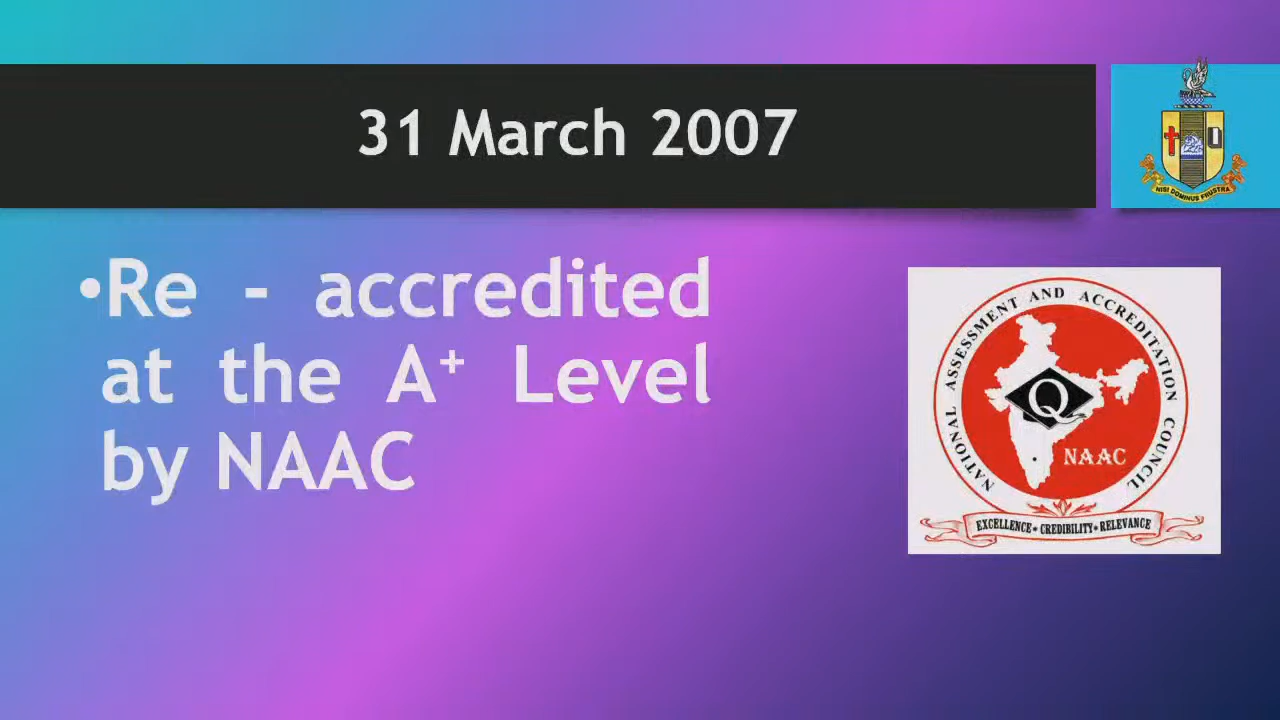 31 March 2007
NISI DOMINUS FRUSTRA
•Re - accredited
at the A⁺ Level
by NAAC
NATIONAL ASSESSMENT AND ACCREDITATION COUNCIL
Q
NAAC
EXCELLENCE * CREDIBILITY * RELEVANCE